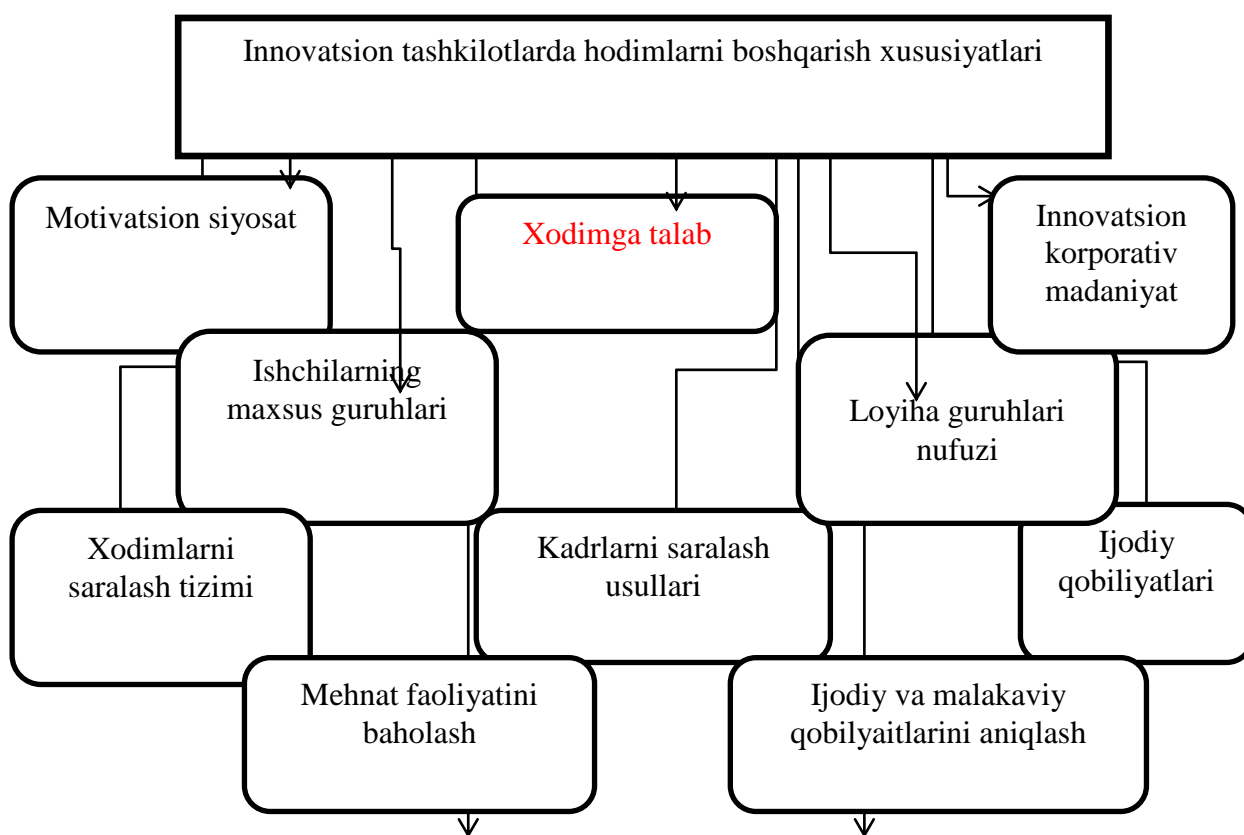 Innovatsion tashkilotlarda hodimlarni boshqarish xususiyatlari
Motivatsion siyosat
Xodimga talab
Innovatsion
korporativ
madaniyat
Ishchilarning
maxsus guruhlari
Loyiha guruhlari
nufuzi
Xodimlarni
saralash tizimi
Kadrlarni saralash
usullari
Ijodiy
qobiliyatlari
Mehnat faoliyatini
baholash
Ijodiy va malakaviy
qobilyaitlarini aniqlash